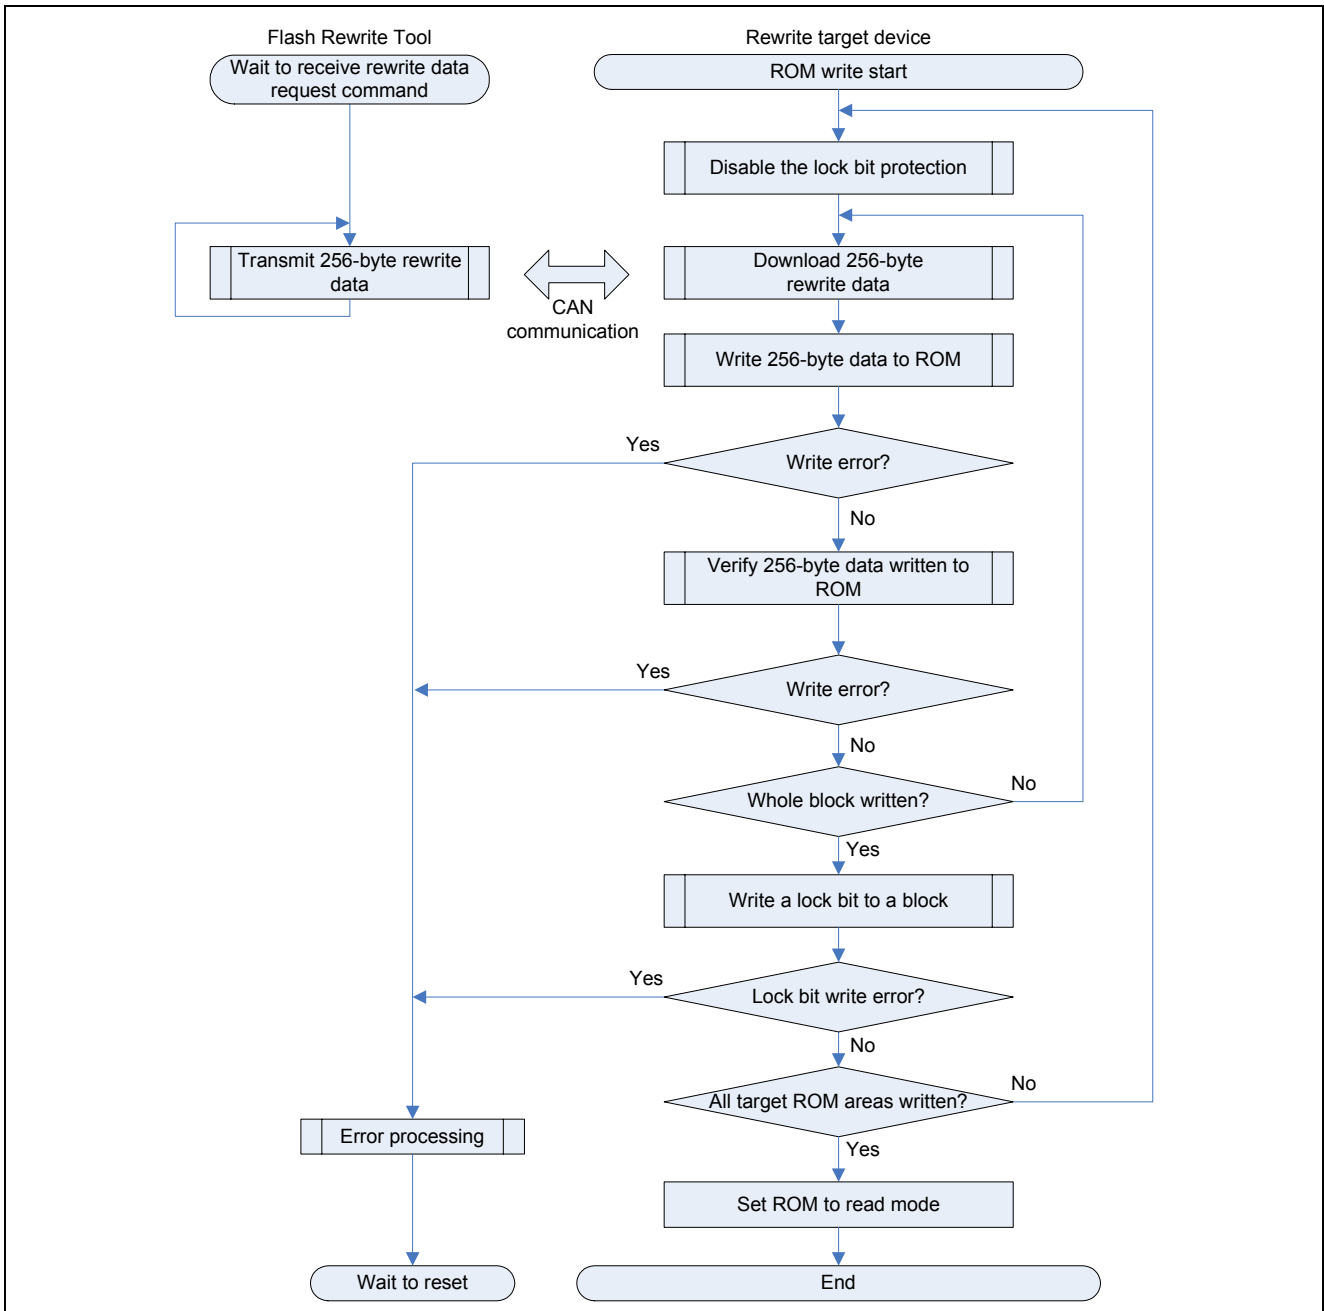 Flash Rewrite Tool
Wait to receive rewrite data
request command
Transmit 256-byte rewrite
data
CAN
communication
Rewrite target device
ROM write start
Disable the lock bit protection
Download 256-byte
rewrite data
Write 256-byte data to ROM
Write error?
Yes
No
Verify 256-byte data written to
ROM
Write error?
Yes
No
Whole block written?
No
Yes
Write a lock bit to a block
Lock bit write error?
Yes
No
All target ROM areas written?
No
Yes
Set ROM to read mode
End
Error processing
Wait to reset